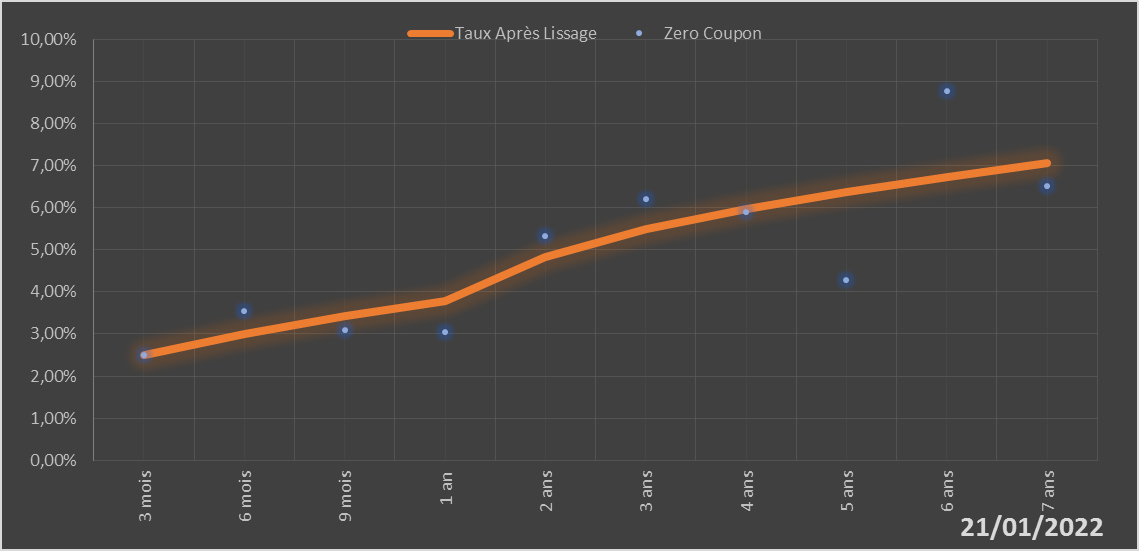 Taux Après Lissage
Zero Coupon
10,00%
9,00%
8,00%
7,00%
6,00%
5,00%
4,00%
3,00%
2,00%
1,00%
0,00%
3 mois
6 mois
9 mois
1 an
2 ans
3 ans
4 ans
5 ans
6 ans
7 ans
21/01/2022